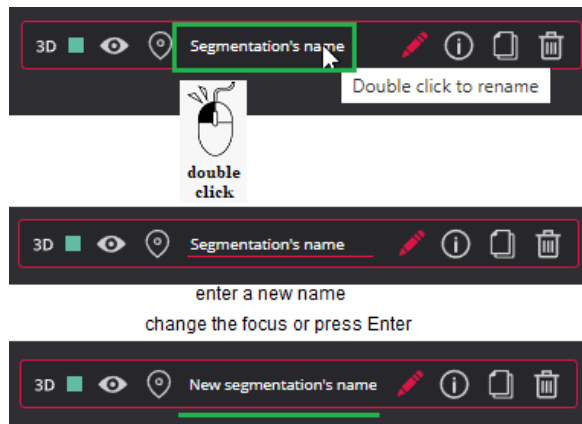 3D Segmentation's name
Double click to rename
double
click
3D Segmentation's name
enter a new name
change the focus or press Enter
3D New segmentation's name